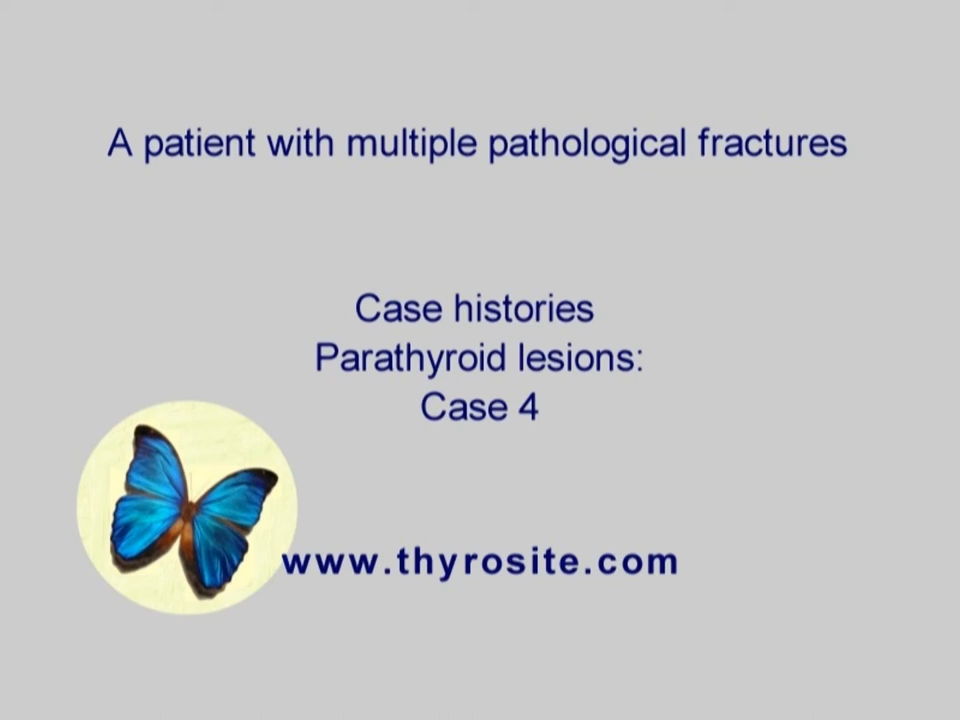 A patient with multiple pathological fractures
Case histories
Parathyroid lesions:
Case 4
www.thyrosite.com